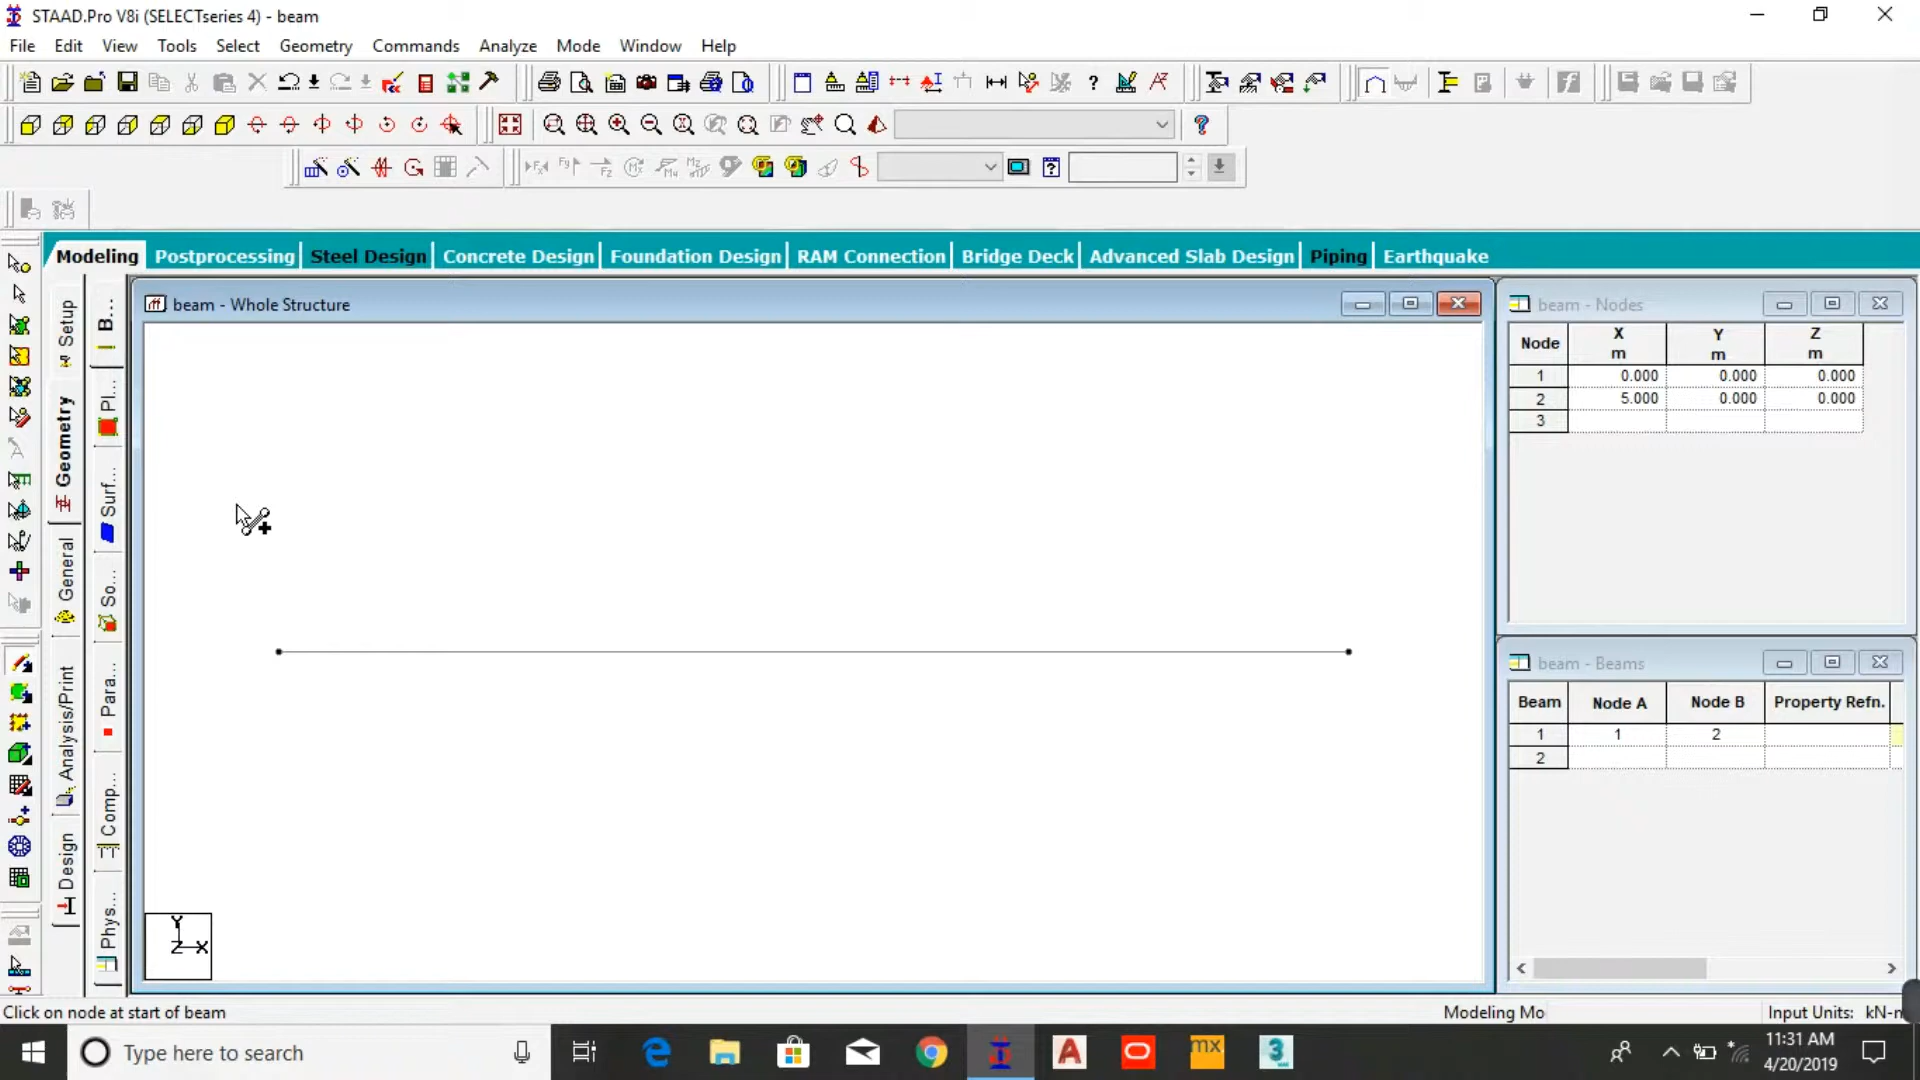 STAAD.Pro V8i (SELECTseries 4) - beam
File Edit View Tools Select Geometry Commands Analyze Mode Window Help
Modeling Postprocessing Steel Design Concrete Design Foundation Design RAM Connection Bridge Deck Advanced Slab Design Piping Earthquake
Setup
Geometry
General
Analysis/Print
Design
B...
Pl...
Surf...
So...
Para...
Comp...
Phys...
beam - Whole Structure
Y
Z X
beam - Nodes
Node X m Y m Z m
1 0.000 0.000 0.000
2 5.000 0.000 0.000
3
beam - Beams
Beam Node A Node B Property Refn.
1 1 2
2
Click on node at start of beam
Modeling Mo
Input Units: kN-n
Type here to search
mx
3
11:31 AM
4/20/2019